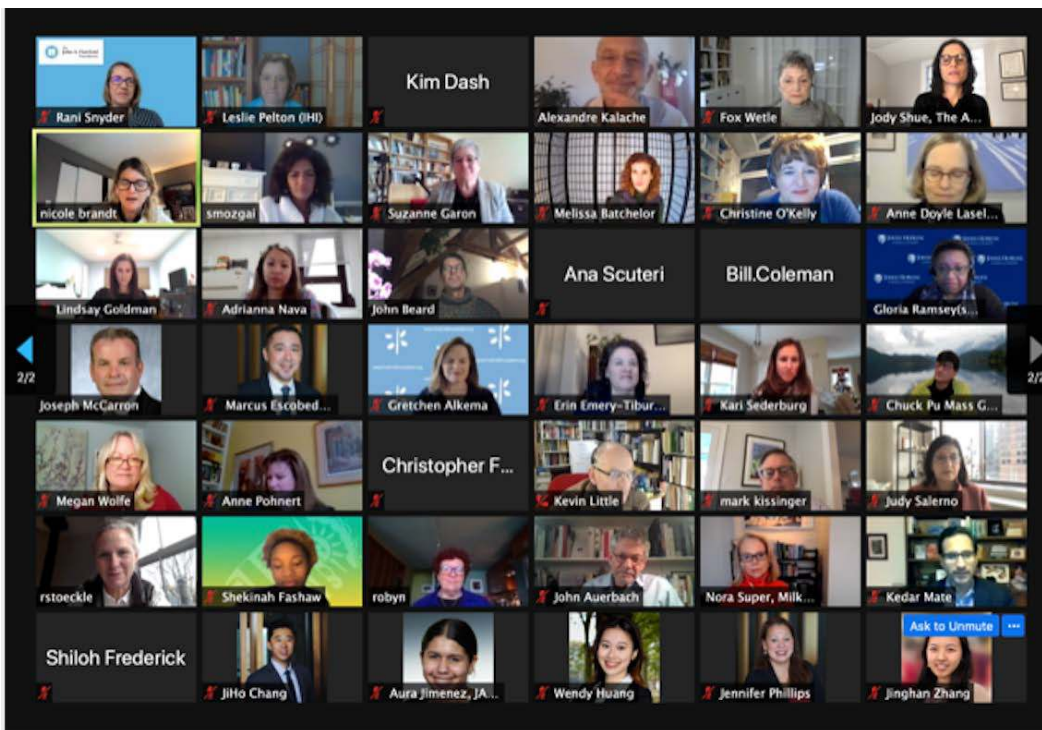 Kim Dash
Rani Snyder
Leslie Pelton (IHI)
Alexandre Kalache
Fox Wetle
Jody Shue, The A...
nicole brandt
smozgai
Suzanne Garon
Melissa Batchelor
Christine O'Kelly
Anne Doyle Lasel...
Ana Scuteri
Bill.Coleman
Lindsay Goldman
Adrianna Nava
John Beard
Gloria Ramsey(s...
2/2
2/2
Joseph McCarron
Marcus Escobed...
Gretchen Alkema
Erin Emery-Tibur...
Kari Sederburg
Chuck Pu Mass G...
Christopher F...
Megan Wolfe
Anne Pohnert
Kevin Little
mark kissinger
Judy Salerno
rstoeckle
Shekinah Fashaw
robyn
John Auerbach
Nora Super, Milk...
Kedar Mate
Ask to Unmute ...
Shiloh Frederick
JiHo Chang
Aura Jimenez, JA...
Wendy Huang
Jennifer Phillips
Jinghan Zhang